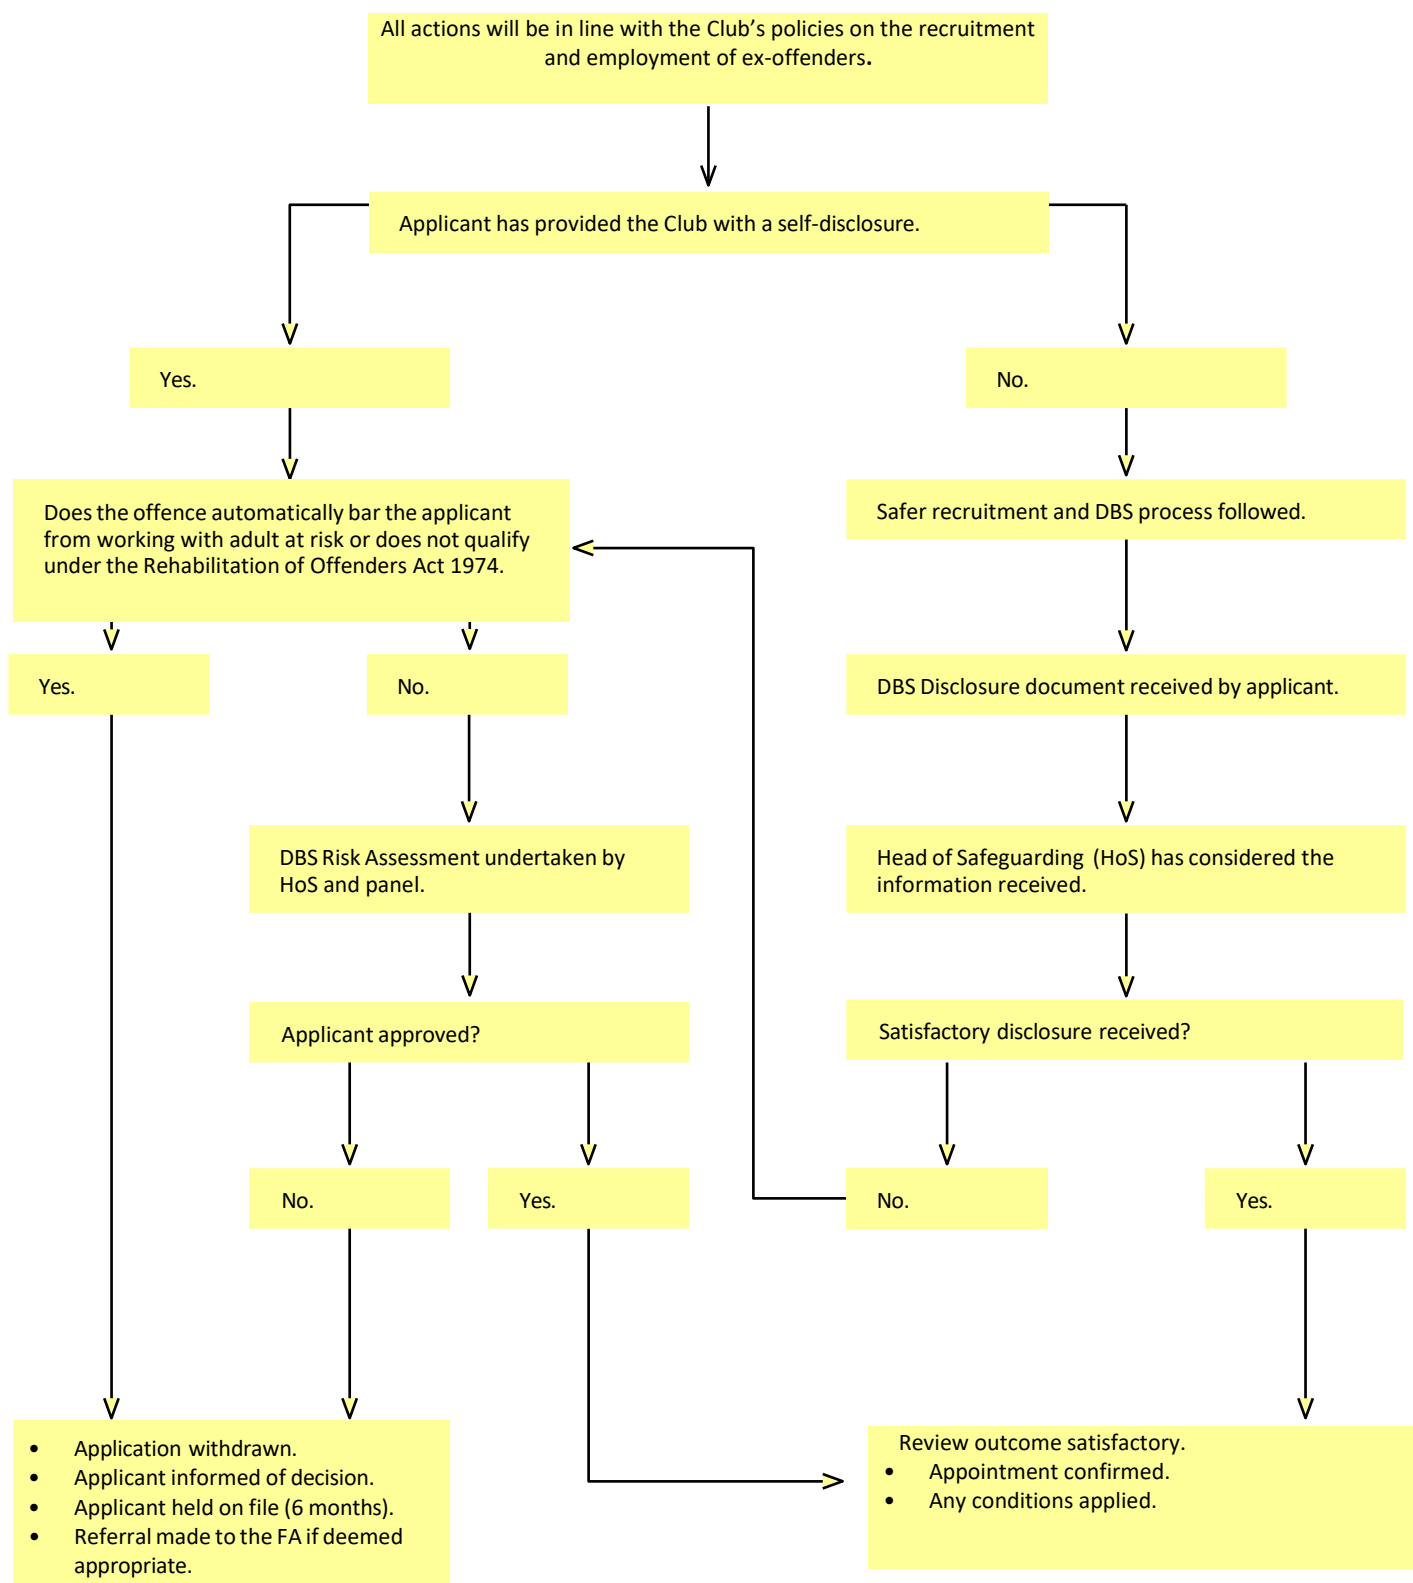 All actions will be in line with the Club’s policies on the recruitment
and employment of ex-offenders.
Applicant has provided the Club with a self-disclosure.
Yes.
No.
Does the offence automatically bar the applicant
from working with adult at risk or does not qualify
under the Rehabilitation of Offenders Act 1974.
Safer recruitment and DBS process followed.
Yes.
No.
DBS Disclosure document received by applicant.
DBS Risk Assessment undertaken by
HoS and panel.
Head of Safeguarding (HoS) has considered the
information received.
Applicant approved?
Satisfactory disclosure received?
No.
Yes.
No.
Yes.
• Application withdrawn.
• Applicant informed of decision.
• Applicant held on file (6 months).
• Referral made to the FA if deemed
appropriate.
Review outcome satisfactory.
• Appointment confirmed.
• Any conditions applied.